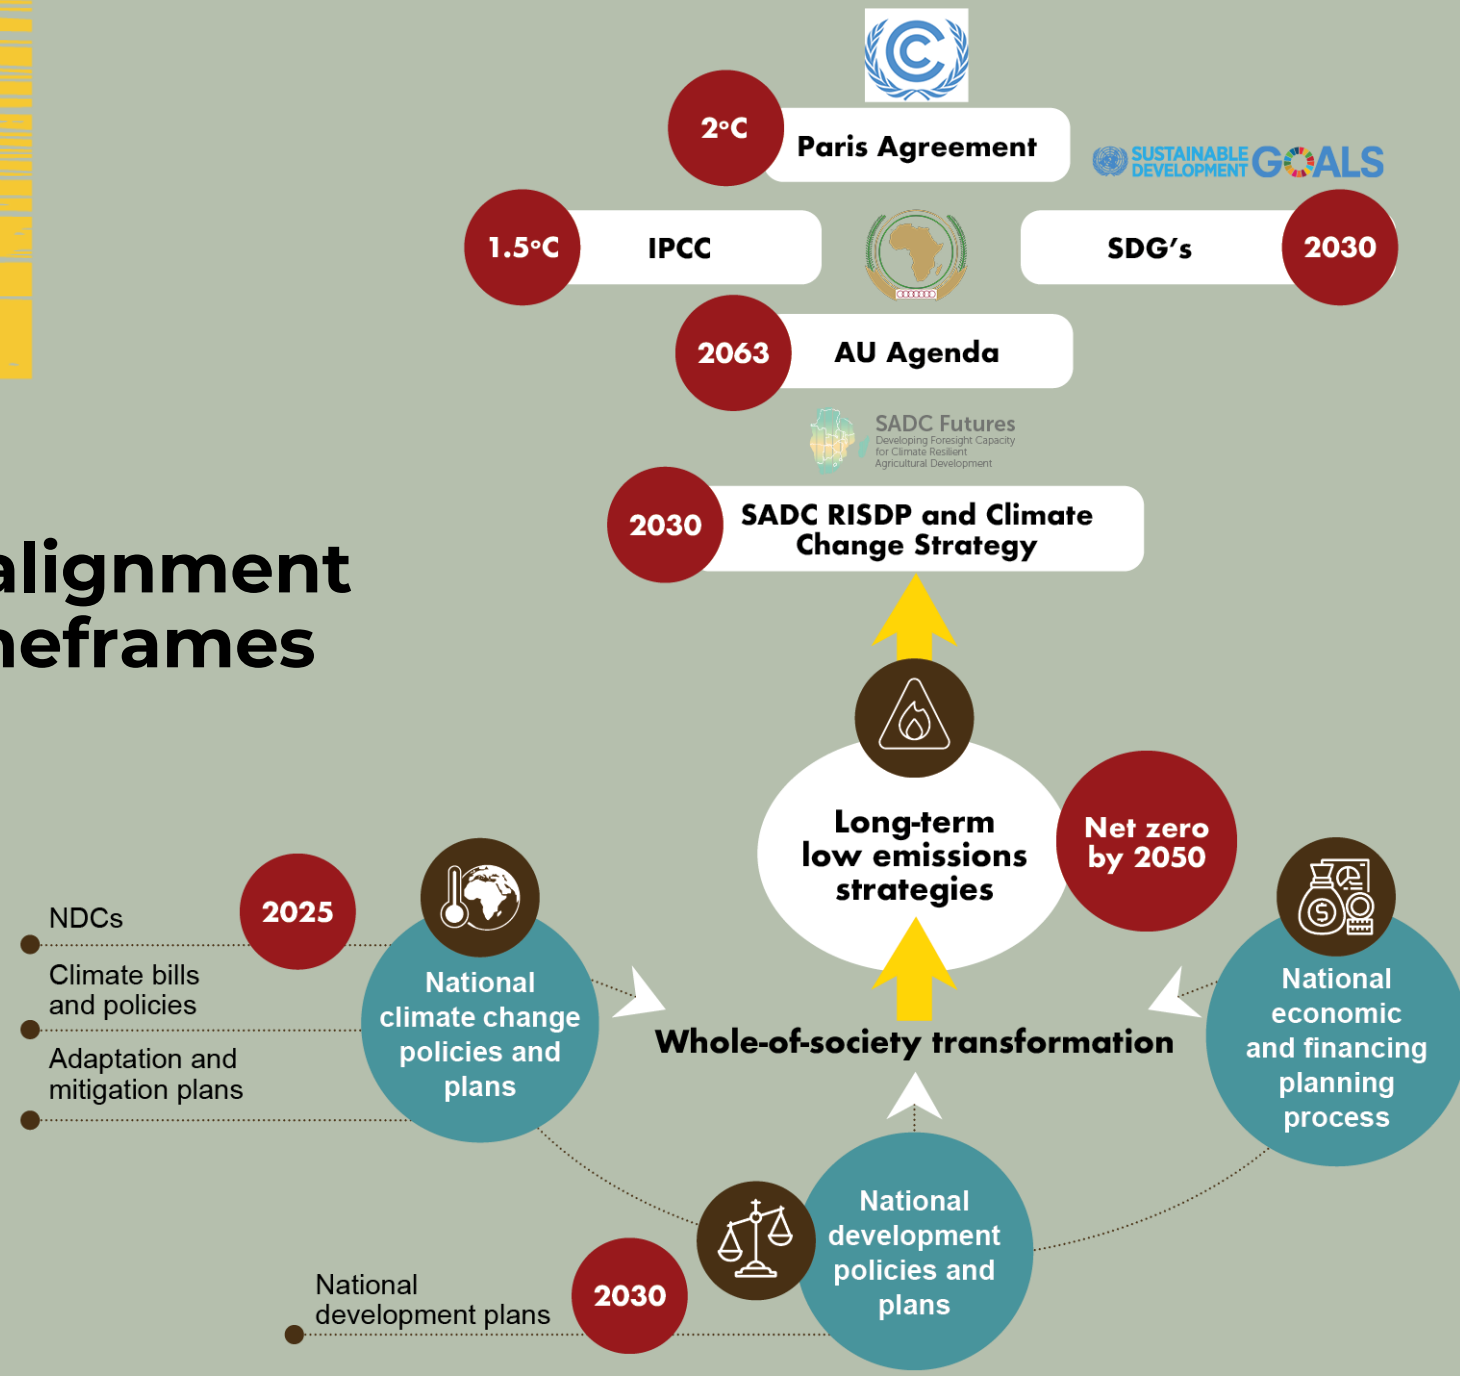 2°C
Paris Agreement
SUSTAINABLE
DEVELOPMENT
GOALS
1.5°C
IPCC
SDG's
2030
2063
AU Agenda
SADC Futures
Developing Foresight Capacity
for Climate Resilient
Agricultural Development
2030
SADC RISDP and Climate
Change Strategy
alignment
neframes
Long-term
low emissions
strategies
Net zero
by 2050
NDCs
2025
Climate bills
and policies
Adaptation and
mitigation plans
National
climate change
policies and
plans
Whole-of-society transformation
National
economic
and financing
planning
process
National
development
policies and
plans
National
development plans
2030